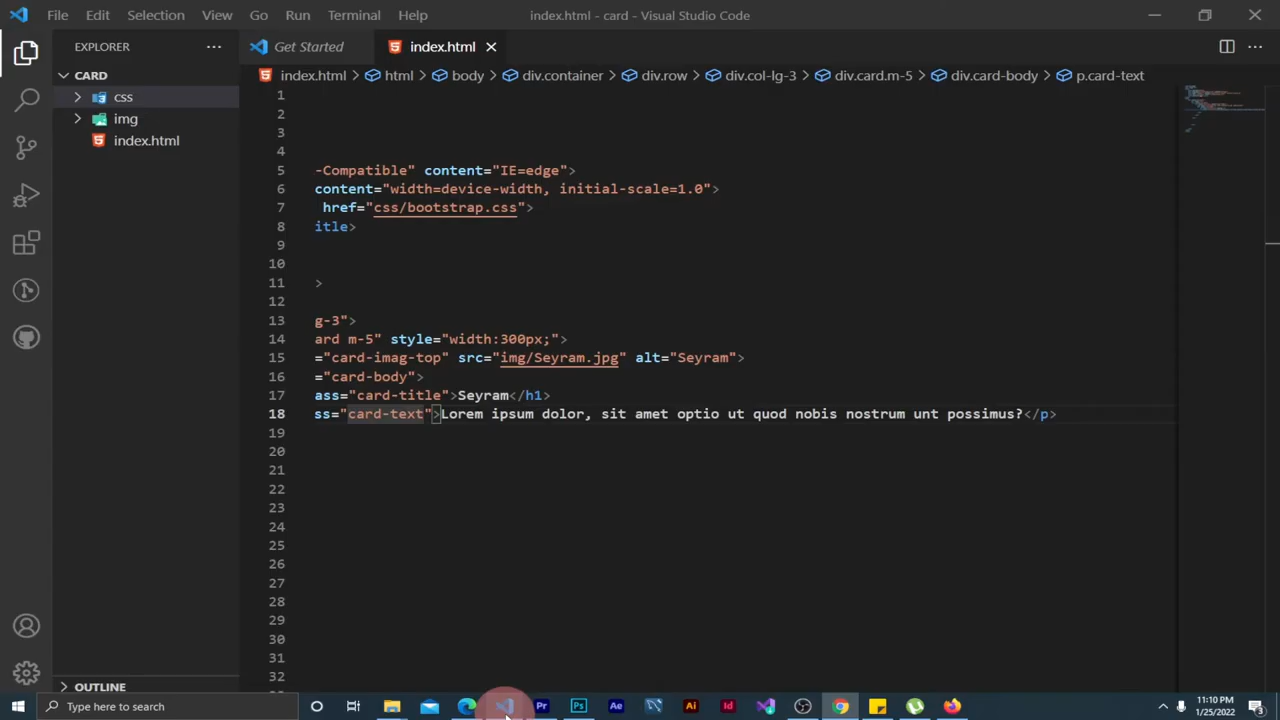 File Edit Selection View Go Run Terminal Help index.html - card - Visual Studio Code
EXPLORER ··· Get Started index.html
CARD index.html > html > body > div.container > div.row > div.col-lg-3 > div.card.m-5 > div.card-body > p.card-text
css
img
index.html
1
2
3
4
5 -Compatible" content="IE=edge">
6 content="width=device-width, initial-scale=1.0">
7 href="css/bootstrap.css">
8 itle>
9
10
11 >
12
13 g-3">
14 ard m-5" style="width:300px;">
15 ="card-imag-top" src="img/Seyram.jpg" alt="Seyram">
16 ="card-body">
17 ass="card-title">Seyram</h1>
18 ss="card-text">Lorem ipsum dolor, sit amet optio ut quod nobis nostrum unt possimus?</p>
19
20
21
22
23
24
25
26
27
28
29
30
31
32
OUTLINE
Type here to search Pr Ps Ae Ai Id 11:10 PM
1/25/2022 3